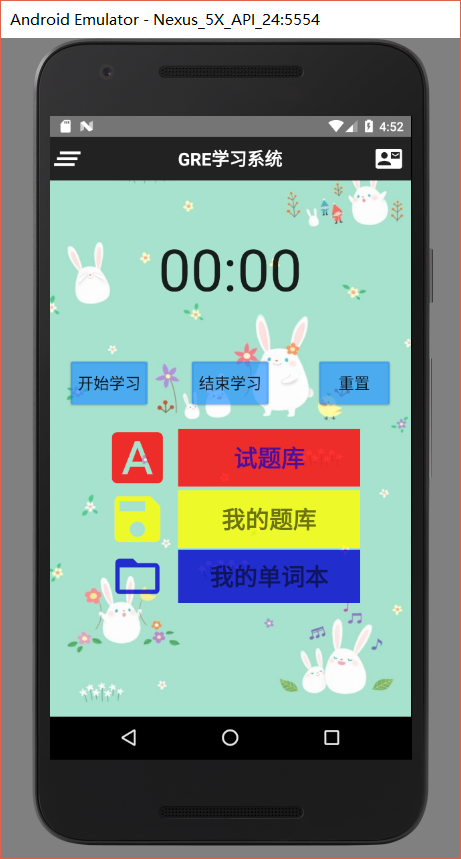 Android Emulator - Nexus_5X_API_24:5554
4:52
GRE学习系统
00:00
开始学习 结束学习 重置
A 试题库
我的题库
我的单词本